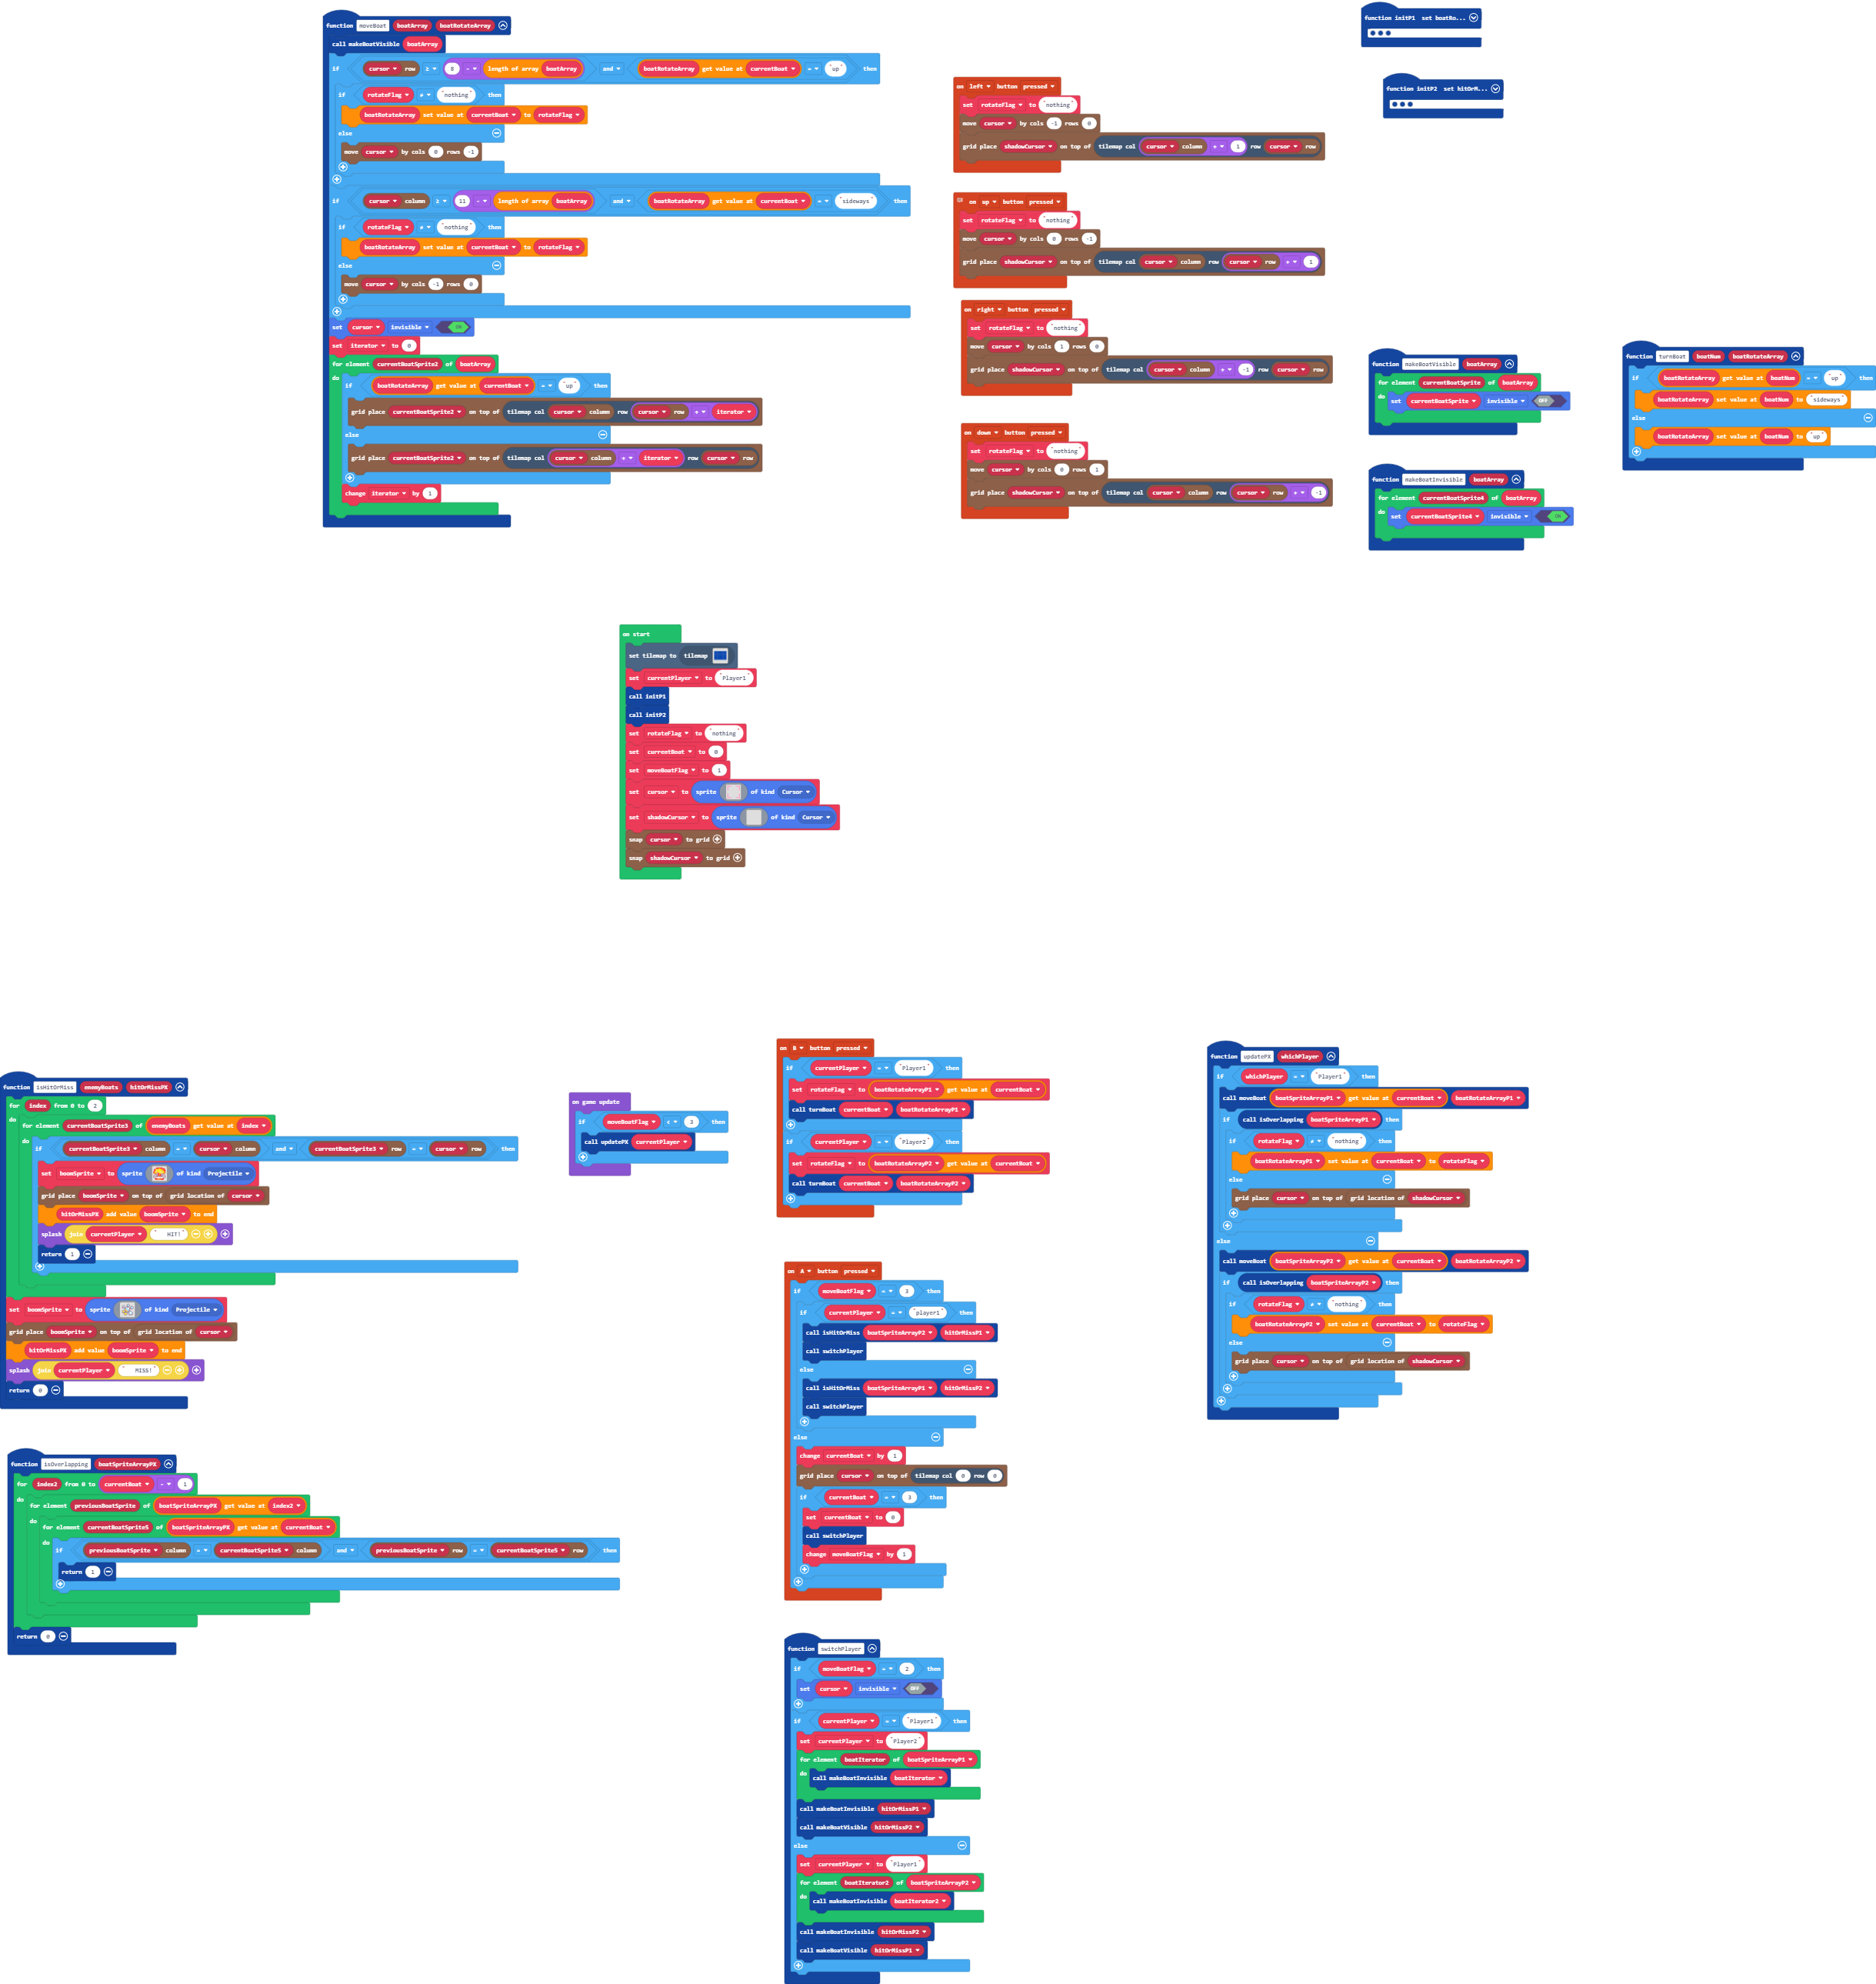 function moveBoat boatArray boatRotateArray
call makeBoatVisible boatArray
if cursor row ≥ 8 - length of array boatArray and boatRotateArray get value at currentBoat = "up" then
if rotateFlag ≠ "nothing" then
boatRotateArray set value at currentBoat to rotateFlag
else
move cursor by cols 0 rows -1
if cursor column ≥ 11 - length of array boatArray and boatRotateArray get value at currentBoat = "sideways" then
if rotateFlag ≠ "nothing" then
boatRotateArray set value at currentBoat to rotateFlag
else
move cursor by cols -1 rows 0
set cursor invisible ON
set iterator to 0
for element currentBoatSprite2 of boatArray
do
if boatRotateArray get value at currentBoat = "up" then
grid place currentBoatSprite2 on top of tilemap col cursor column row cursor row + iterator
else
grid place currentBoatSprite2 on top of tilemap col cursor column + iterator row cursor row
change iterator by 1
function initP1 set boatRo...
function initP2 set hitOrM...
on left button pressed
set rotateFlag to "nothing"
move cursor by cols -1 rows 0
grid place shadowCursor on top of tilemap col cursor column + 1 row cursor row
on up button pressed
set rotateFlag to "nothing"
move cursor by cols 0 rows -1
grid place shadowCursor on top of tilemap col cursor column row cursor row + 1
on right button pressed
set rotateFlag to "nothing"
move cursor by cols 1 rows 0
grid place shadowCursor on top of tilemap col cursor column + -1 row cursor row
on down button pressed
set rotateFlag to "nothing"
move cursor by cols 0 rows 1
grid place shadowCursor on top of tilemap col cursor column row cursor row + -1
function makeBoatVisible boatArray
for element currentBoatSprite of boatArray
do set currentBoatSprite invisible OFF
function makeBoatInvisible boatArray
for element currentBoatSprite4 of boatArray
do set currentBoatSprite4 invisible ON
function turnBoat boatNum boatRotateArray
if boatRotateArray get value at boatNum = "up" then
boatRotateArray set value at boatNum to "sideways"
else
boatRotateArray set value at boatNum to "up"
on start
set tilemap to tilemap
set currentPlayer to "Player1"
call initP1
call initP2
set rotateFlag to "nothing"
set currentBoat to 0
set moveBoatFlag to 1
set cursor to sprite of kind Cursor
set shadowCursor to sprite of kind Cursor
snap cursor to grid
snap shadowCursor to grid
function isHitOrMiss enemyBoats hitOrMissPX
for index from 0 to 2
do
for element currentBoatSprite3 of enemyBoats get value at index
do
if currentBoatSprite3 column = cursor column and currentBoatSprite3 row = cursor row then
set boomSprite to sprite of kind Projectile
grid place boomSprite on top of grid location of cursor
hitOrMissPX add value boomSprite to end
splash join currentPlayer " HIT!"
return 1
set boomSprite to sprite of kind Projectile
grid place boomSprite on top of grid location of cursor
hitOrMissPX add value boomSprite to end
splash join currentPlayer " MISS!"
return 0
function isOverlapping boatSpriteArrayPX
for index2 from 0 to currentBoat - 1
do
for element previousBoatSprite of boatSpriteArrayPX get value at index2
do
for element currentBoatSprite5 of boatSpriteArrayPX get value at currentBoat
do
if previousBoatSprite column = currentBoatSprite5 column and previousBoatSprite row = currentBoatSprite5 row then
return 1
return 0
on game update
if moveBoatFlag < 3 then
call updatePX currentPlayer
on B button pressed
if currentPlayer = "Player1" then
set rotateFlag to boatRotateArrayP1 get value at currentBoat
call turnBoat currentBoat boatRotateArrayP1
if currentPlayer = "Player2" then
set rotateFlag to boatRotateArrayP2 get value at currentBoat
call turnBoat currentBoat boatRotateArrayP2
on A button pressed
if moveBoatFlag = 3 then
if currentPlayer = "player1" then
call isHitOrMiss boatSpriteArrayP2 hitOrMissP1
call switchPlayer
else
call isHitOrMiss boatSpriteArrayP1 hitOrMissP2
call switchPlayer
else
change currentBoat by 1
grid place cursor on top of tilemap col 0 row 0
if currentBoat = 3 then
set currentBoat to 0
call switchPlayer
change moveBoatFlag by 1
function switchPlayer
if moveBoatFlag = 2 then
set cursor invisible OFF
if currentPlayer = "Player1" then
set currentPlayer to "Player2"
for element boatIterator of boatSpriteArrayP1
do call makeBoatInvisible boatIterator
call makeBoatInvisible hitOrMissP1
call makeBoatVisible hitOrMissP2
else
set currentPlayer to "Player1"
for element boatIterator2 of boatSpriteArrayP2
do call makeBoatInvisible boatIterator2
call makeBoatInvisible hitOrMissP2
call makeBoatVisible hitOrMissP1
function updatePX whichPlayer
if whichPlayer = "Player1" then
call moveBoat boatSpriteArrayP1 get value at currentBoat boatRotateArrayP1
if call isOverlapping boatSpriteArrayP1 then
if rotateFlag ≠ "nothing" then
boatRotateArrayP1 set value at currentBoat to rotateFlag
else
grid place cursor on top of grid location of shadowCursor
else
call moveBoat boatSpriteArrayP2 get value at currentBoat boatRotateArrayP2
if call isOverlapping boatSpriteArrayP2 then
if rotateFlag ≠ "nothing" then
boatRotateArrayP2 set value at currentBoat to rotateFlag
else
grid place cursor on top of grid location of shadowCursor